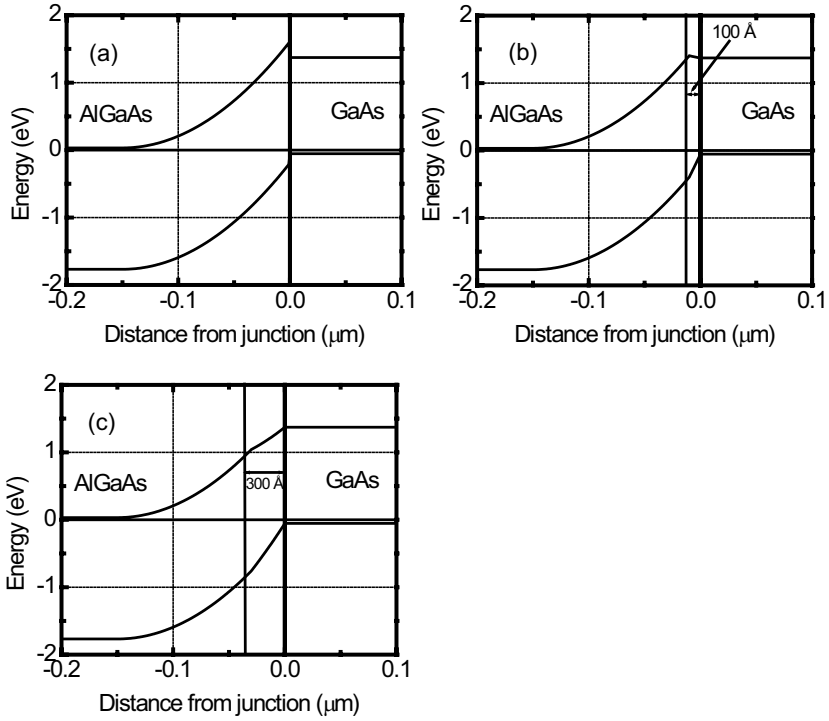 2
(a)
1
AlGaAs
GaAs
0
-1
-2
-0.2
-0.1
0.0
0.1
Energy (eV)
Distance from junction (μm)
2
(b)
100 Å
1
AlGaAs
GaAs
0
-1
-2
-0.2
-0.1
0.0
0.1
Energy (eV)
Distance from junction (μm)
2
(c)
1
AlGaAs
300 Å
GaAs
0
-1
-2
-0.2
-0.1
0.0
0.1
Energy (eV)
Distance from junction (μm)